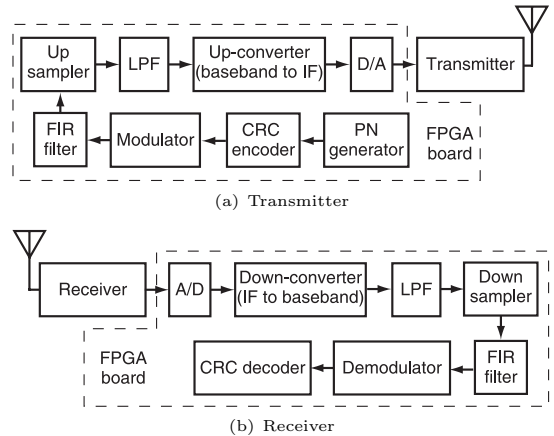 Up
sampler
LPF
Up-converter
(baseband to IF)
D/A
Transmitter
FIR
filter
Modulator
CRC
encoder
PN
generator
FPGA
board
(a) Transmitter
Receiver
A/D
Down-converter
(IF to baseband)
LPF
Down
sampler
FPGA
board
CRC decoder
Demodulator
FIR
filter
(b) Receiver